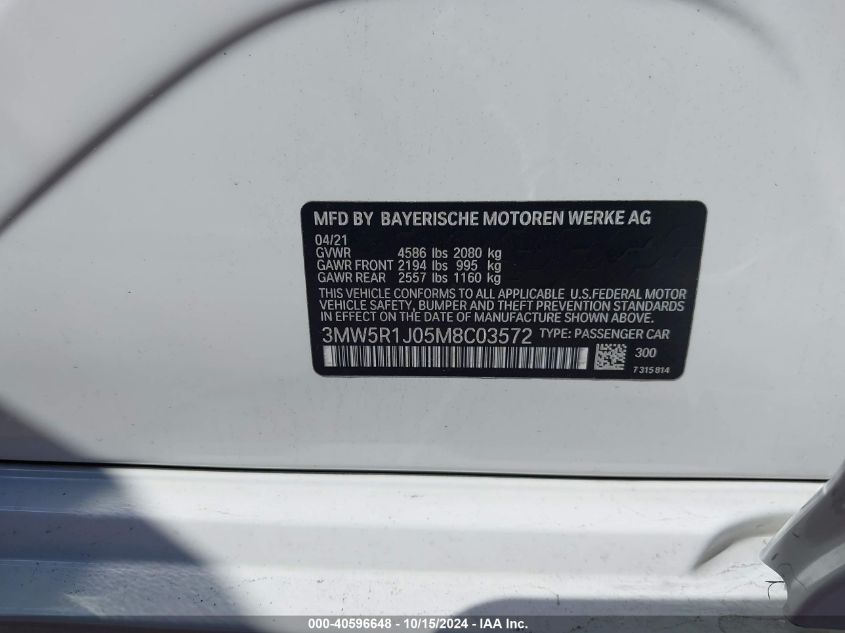 MFD BY BAYERISCHE MOTOREN WERKE AG
04/21
GVWR 4586 lbs 2080 kg
GAWR FRONT 2194 lbs 995 kg
GAWR REAR 2557 lbs 1160 kg
THIS VEHICLE CONFORMS TO ALL APPLICABLE U.S.FEDERAL MOTOR
VEHICLE SAFETY, BUMPER AND THEFT PREVENTION STANDARDS
IN EFFECT ON THE DATE OF MANUFACTURE SHOWN ABOVE.
3MW5R1J05M8C03572 TYPE: PASSENGER CAR
300
7 315 814
000-40596648 - 10/15/2024 - IAA, Inc.